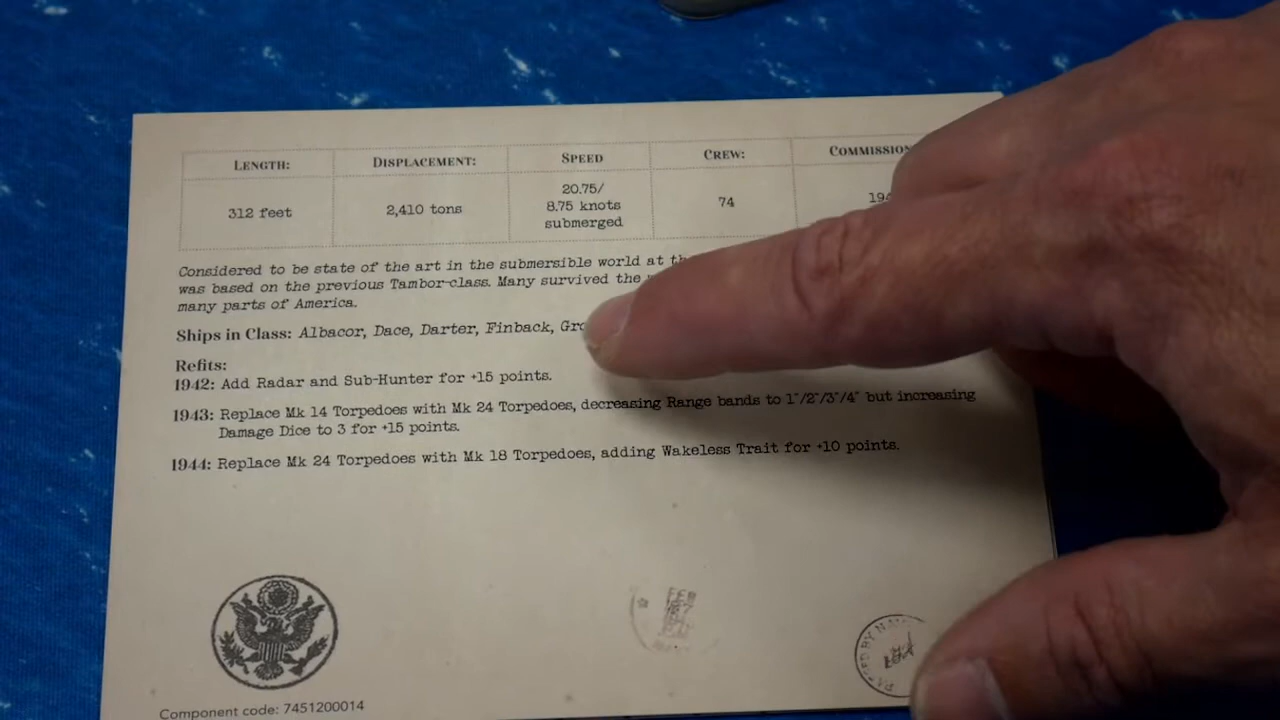 LENGTH: DISPLACEMENT: SPEED CREW:
312 feet 2,410 tons 20.75/ 8.75 knots submerged 74
Considered to be state of the art in the submersible world at
was based on the previous Tambor-class. Many survived the
many parts of America.
Ships in Class: Albacor, Dace, Darter, Finback,
Refits:
1942: Add Radar and Sub-Hunter for +15 points.
1943: Replace Mk 14 Torpedoes with Mk 24 Torpedoes, decreasing Range bands to 1"/2"/3"/4" but increasing
Damage Dice to 3 for +15 points.
1944: Replace Mk 24 Torpedoes with Mk 18 Torpedoes, adding Wakeless Trait for +10 points.
Component code: 7451200014